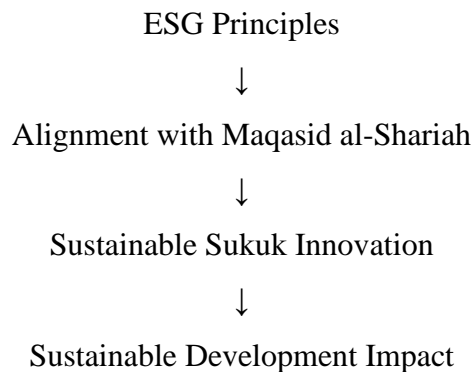 ESG Principles
↓
Alignment with Maqasid al-Shariah
↓
Sustainable Sukuk Innovation
↓
Sustainable Development Impact